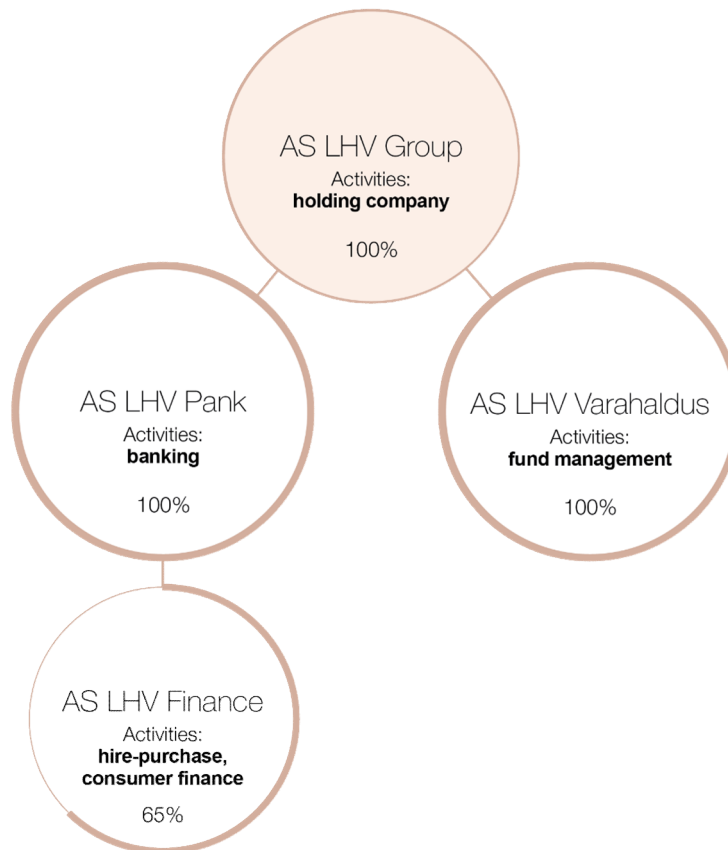 AS LHV Group
Activities:
holding company
100%
AS LHV Pank
Activities:
banking
100%
AS LHV Varahaldus
Activities:
fund management
100%
AS LHV Finance
Activities:
hire-purchase,
consumer finance
65%